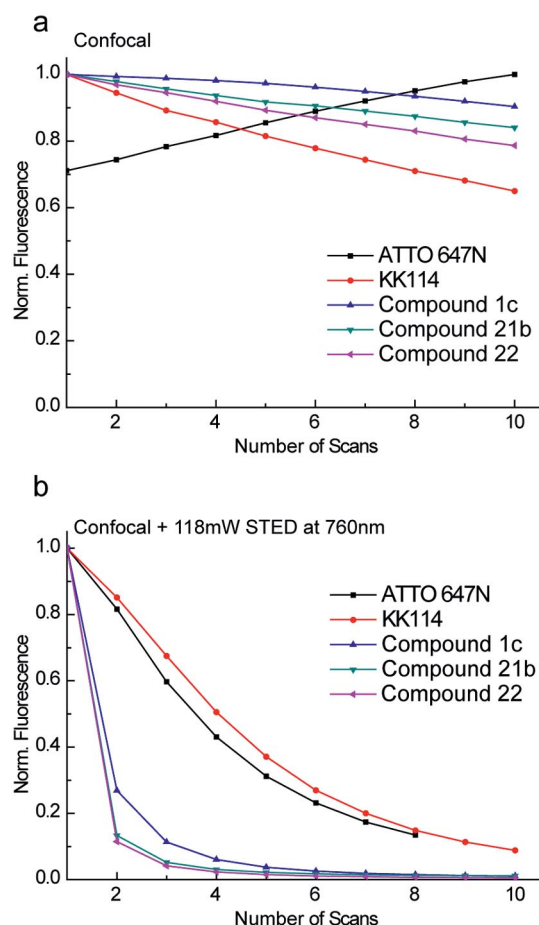 a
Confocal
1.0
0.8
0.6
0.4
0.2
0.0
Norm. Fluorescence
ATTO 647N
KK114
Compound 1c
Compound 21b
Compound 22
2 4 6 8 10
Number of Scans
b
Confocal + 118mW STED at 760nm
1.0
0.8
0.6
0.4
0.2
0.0
Norm. Fluorescence
ATTO 647N
KK114
Compound 1c
Compound 21b
Compound 22
2 4 6 8 10
Number of Scans